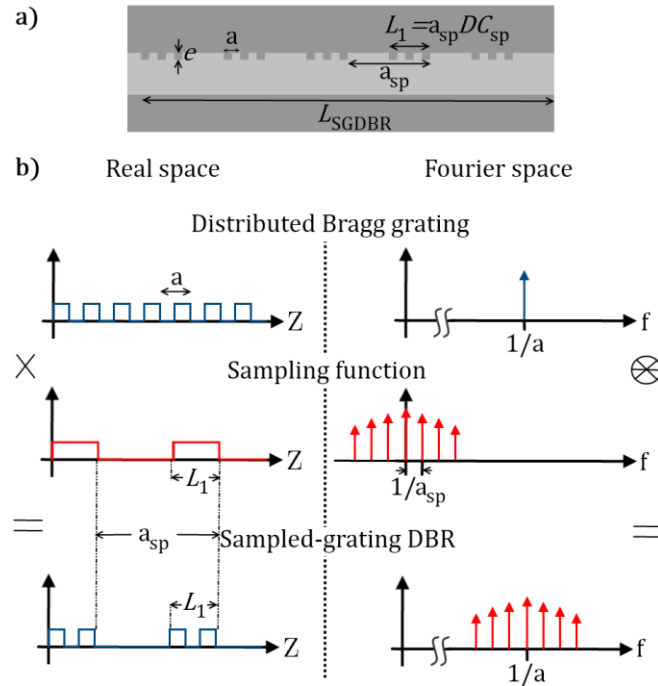 a)
e
a
L₁=aₛₚDCₛₚ
aₛₚ
L_SGDBR
b)
Real space
Fourier space
Distributed Bragg grating
a
Z
1/a
f
×
Sampling function
⊗
L₁
Z
1/aₛₚ
f
=
aₛₚ
Sampled-grating DBR
=
L₁
Z
1/a
f